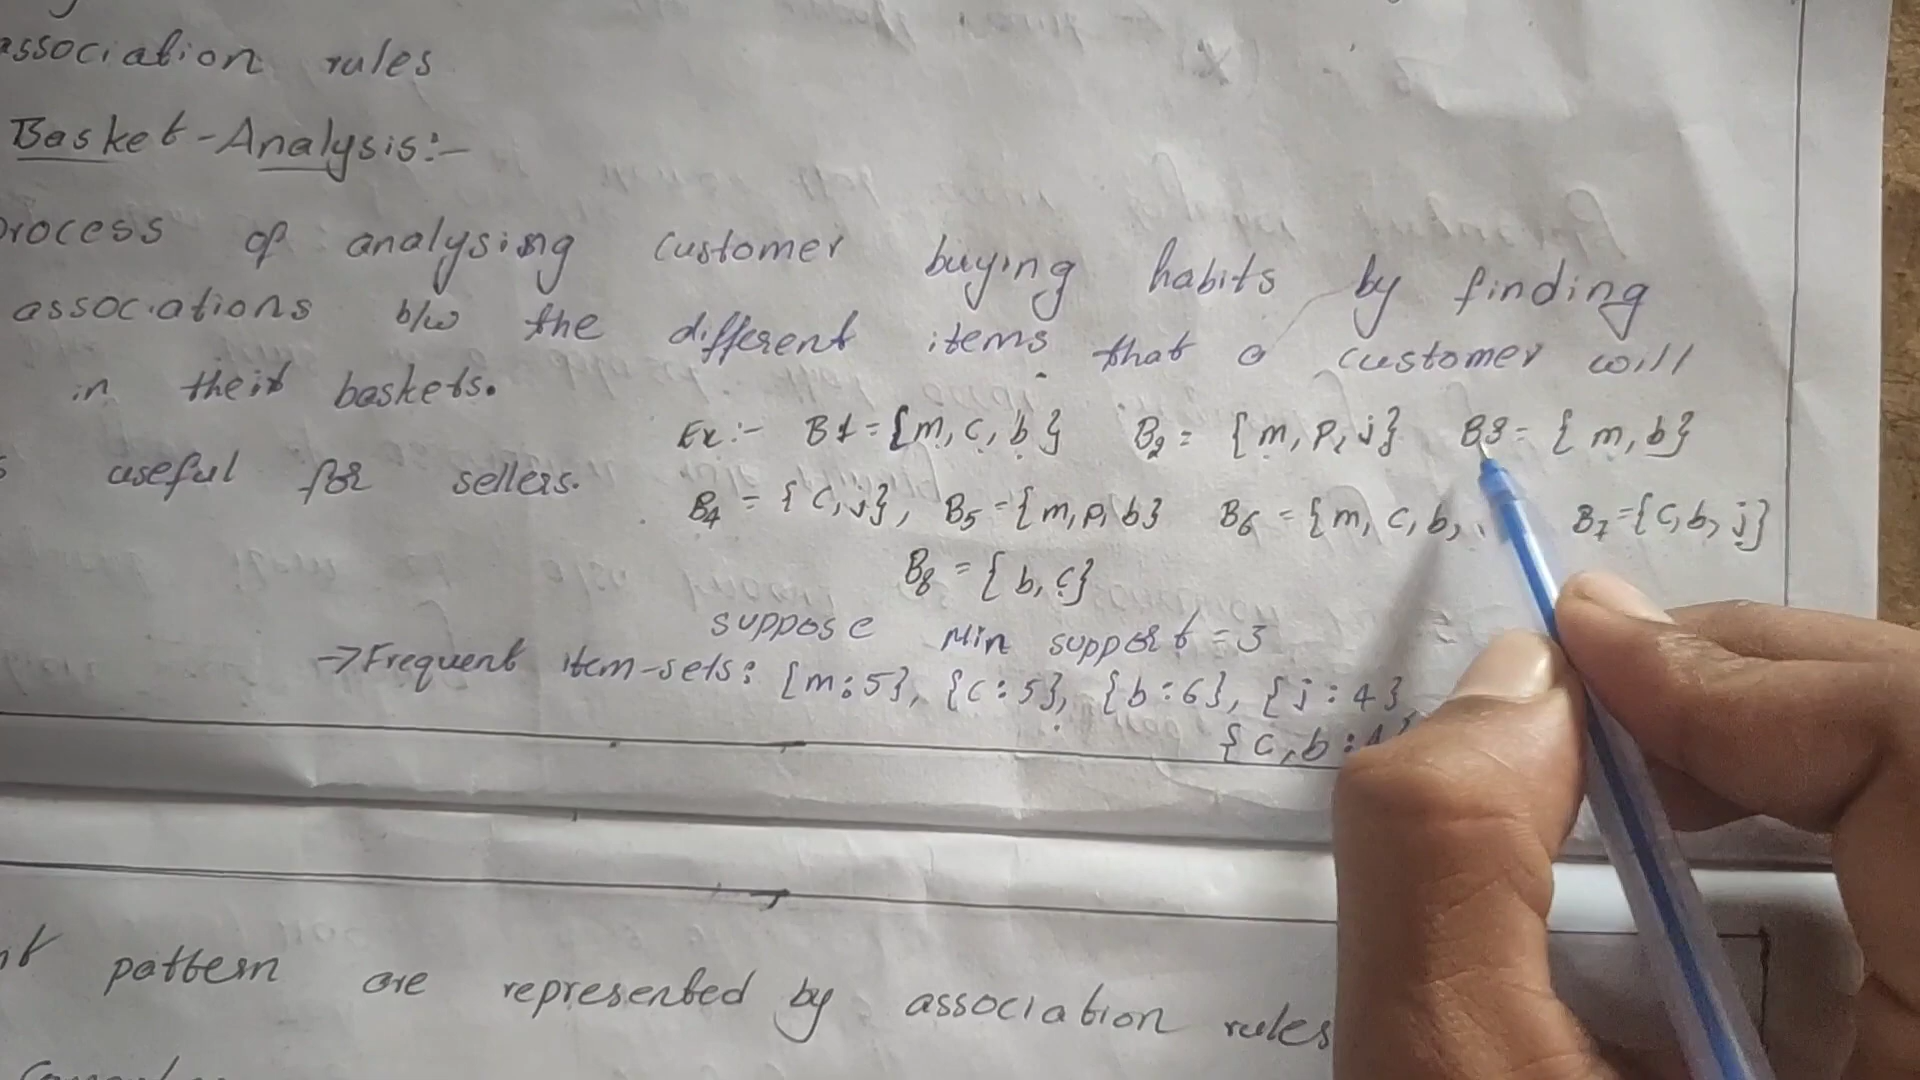 association rules
Basket-Analysis:-
process of analysing customer buying habits by finding
associations b/w the different items that a customer will
in their baskets.
Ex:- B1={m, c, b} B2= {m, p, j} B3= { m, b}
useful for sellers.
B4 = {c, j}, B5={m, p, b} B6 ={m, c, b, B7={c, b, j}
B8 = { b, c}
suppose Min support = 3
→Frequent item-sets: {m:5}, {c:5}, {b:6}, {j:4},
{c, b:4}
pattern are represented by association rules